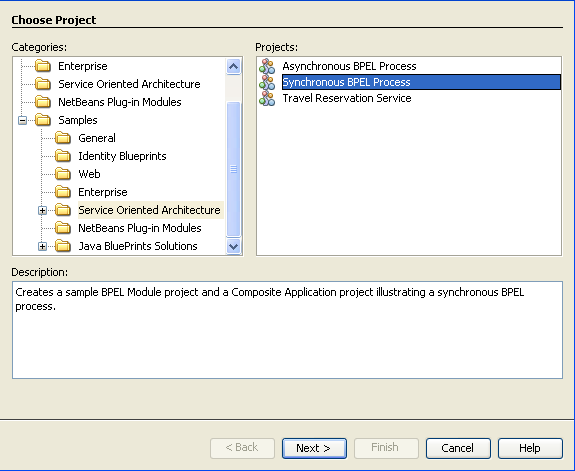 Choose Project
Categories:
Enterprise
Service Oriented Architecture
NetBeans Plug-in Modules
Samples
General
Identity Blueprints
Web
Enterprise
Service Oriented Architecture
NetBeans Plug-in Modules
Java BluePrints Solutions
Projects:
Asynchronous BPEL Process
Synchronous BPEL Process
Travel Reservation Service
Description:
Creates a sample BPEL Module project and a Composite Application project illustrating a synchronous BPEL
process.
< Back Next > Finish Cancel Help